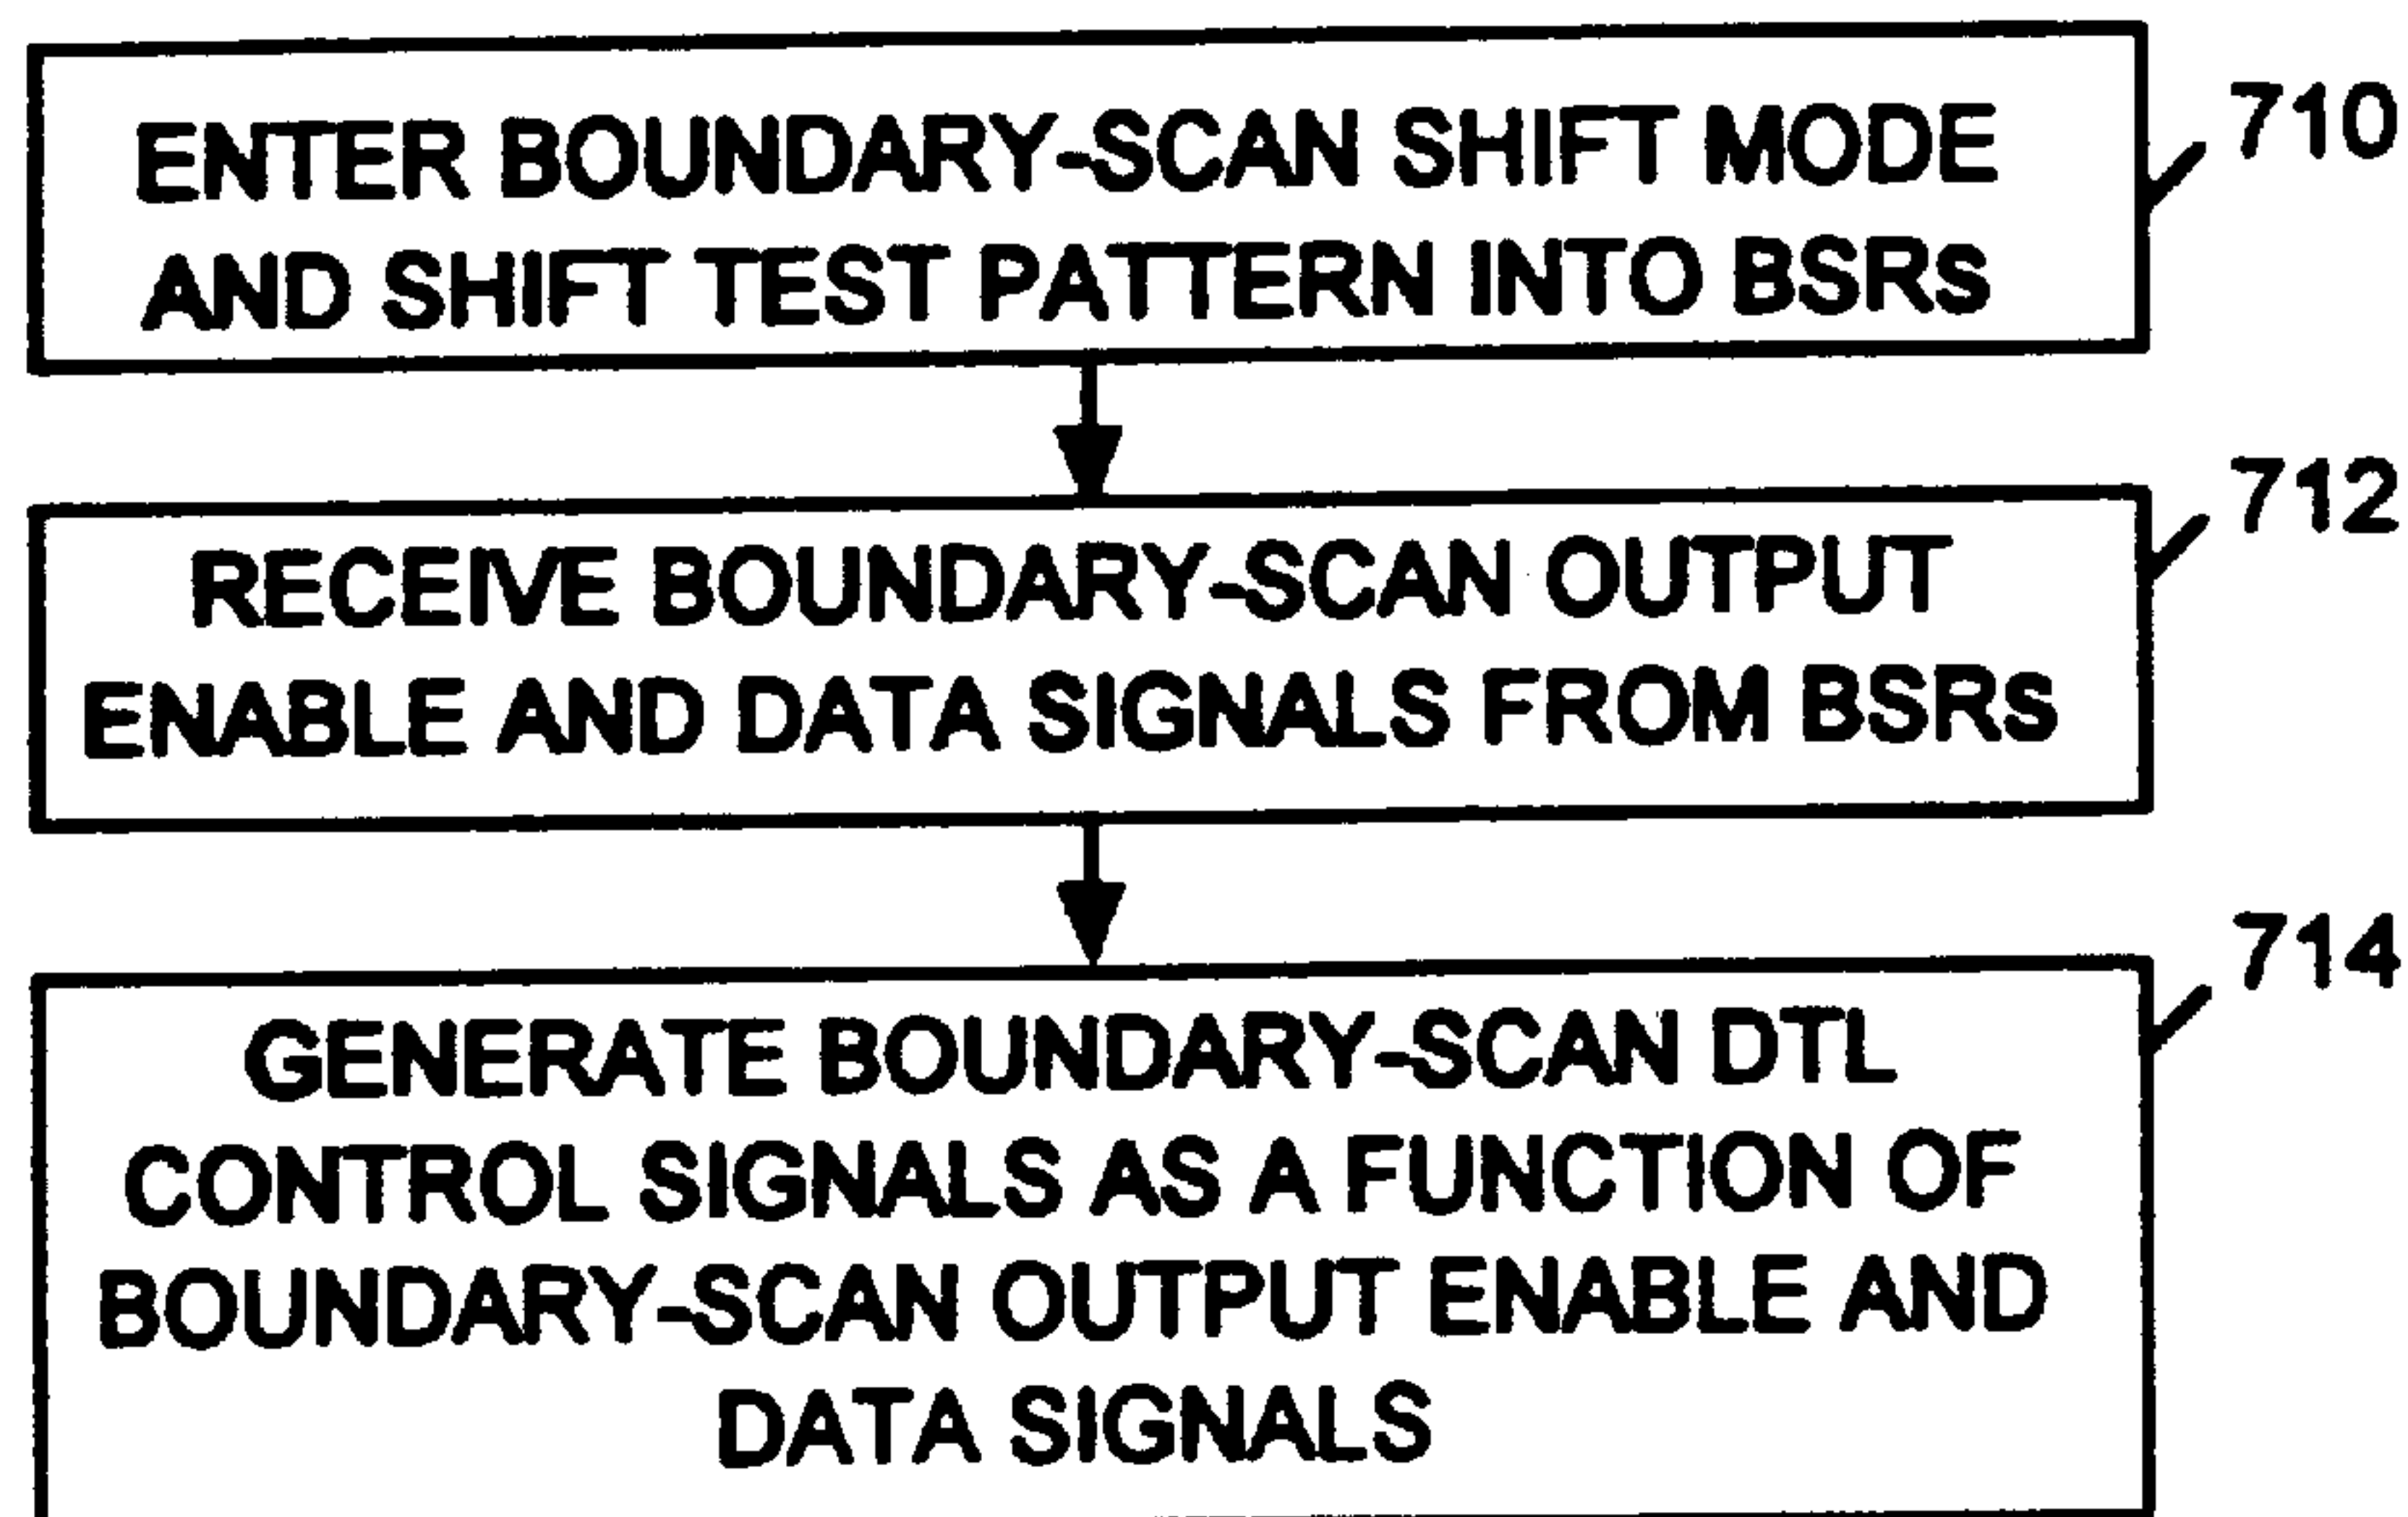 ENTER BOUNDARY-SCAN SHIFT MODE
AND SHIFT TEST PATTERN INTO BSRS
710
RECEIVE BOUNDARY-SCAN OUTPUT
ENABLE AND DATA SIGNALS FROM BSRS
712
GENERATE BOUNDARY-SCAN DTL
CONTROL SIGNALS AS A FUNCTION OF
BOUNDARY-SCAN OUTPUT ENABLE AND
DATA SIGNALS
714